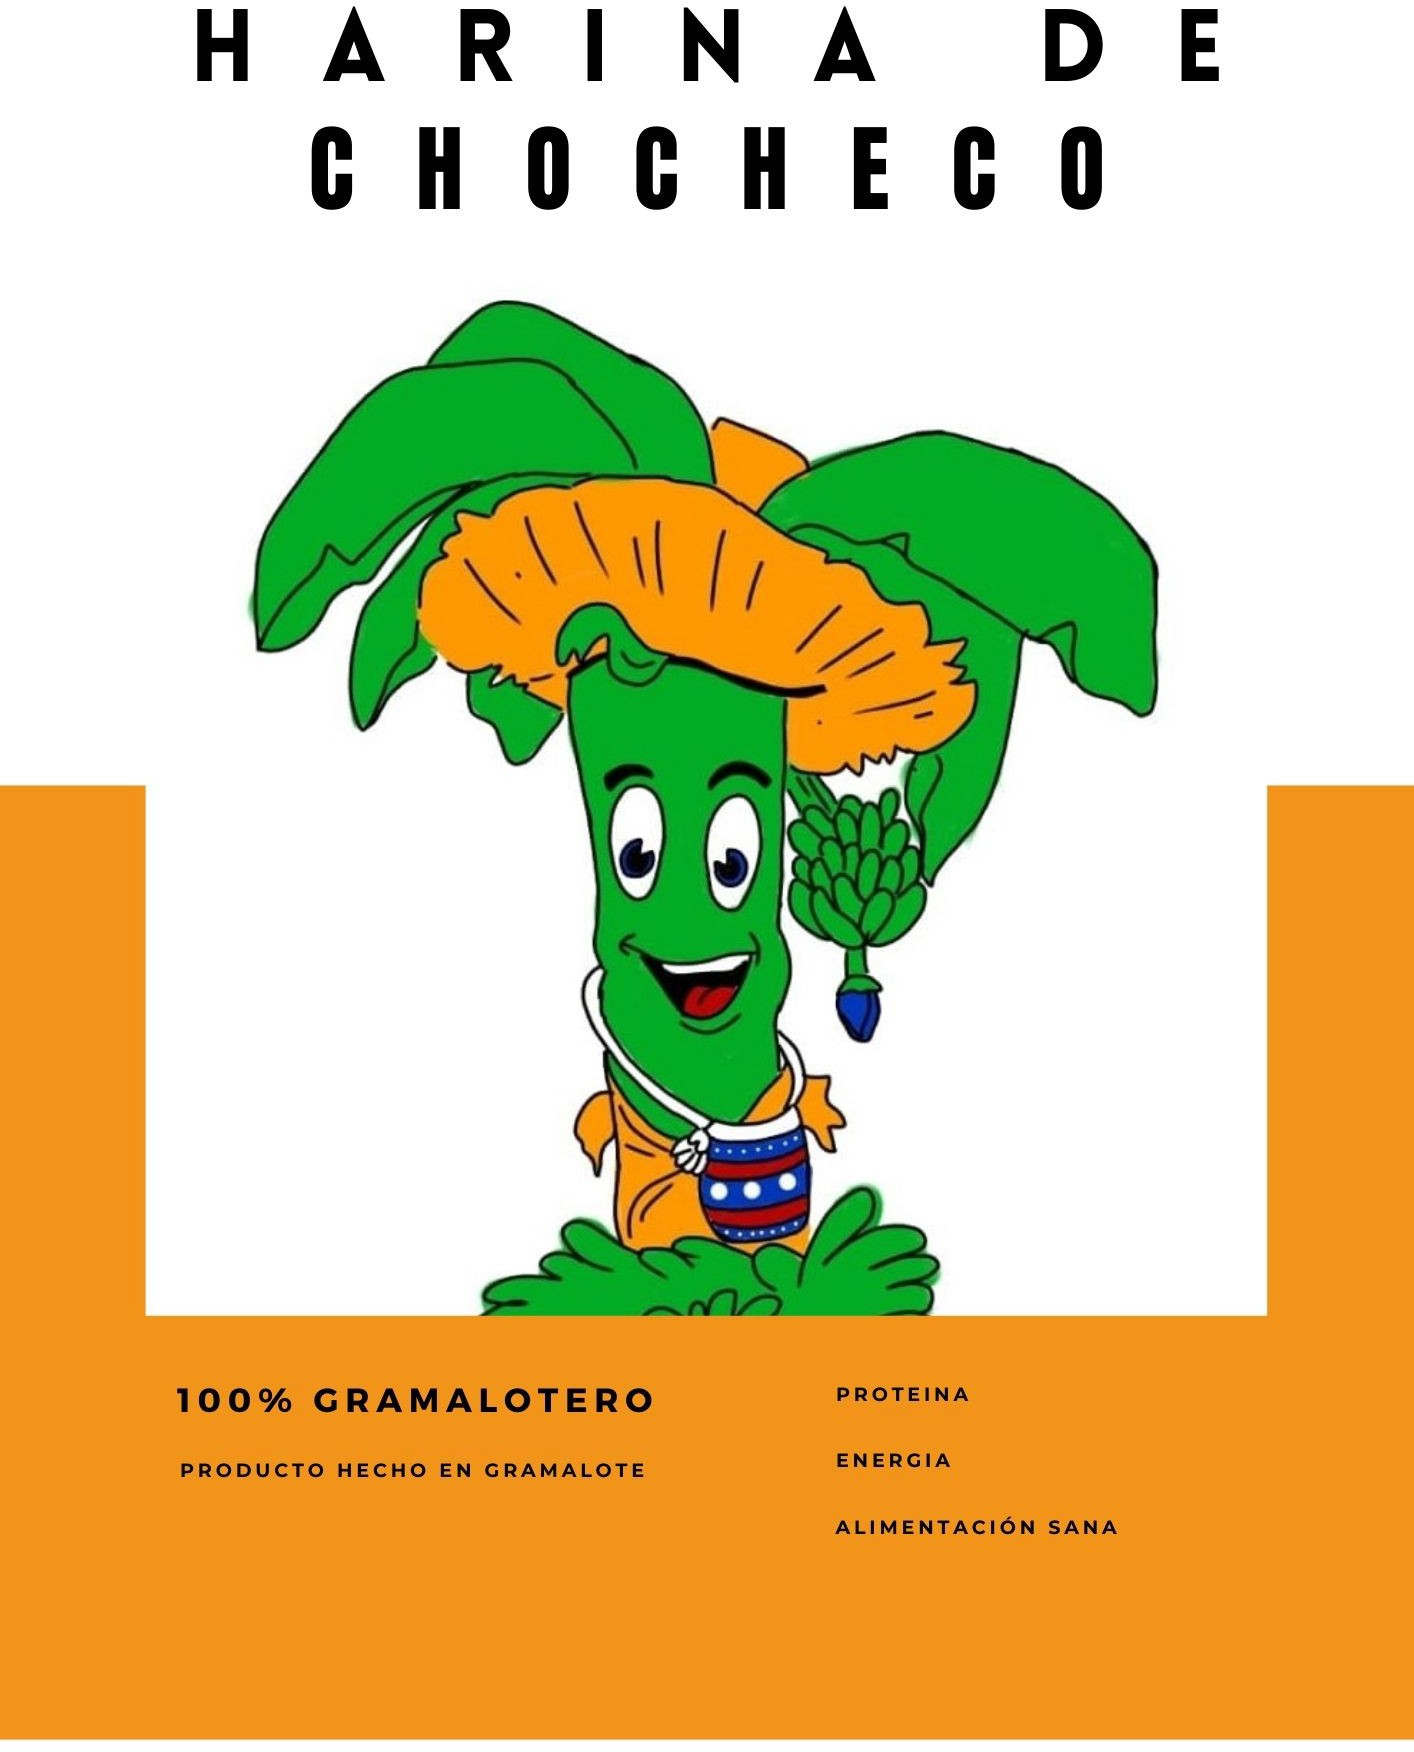 HARINA DE
CHOCHECO
100% GRAMALOTERO
PRODUCTO HECHO EN GRAMALOTE
PROTEINA
ENERGIA
ALIMENTACIÓN SANA